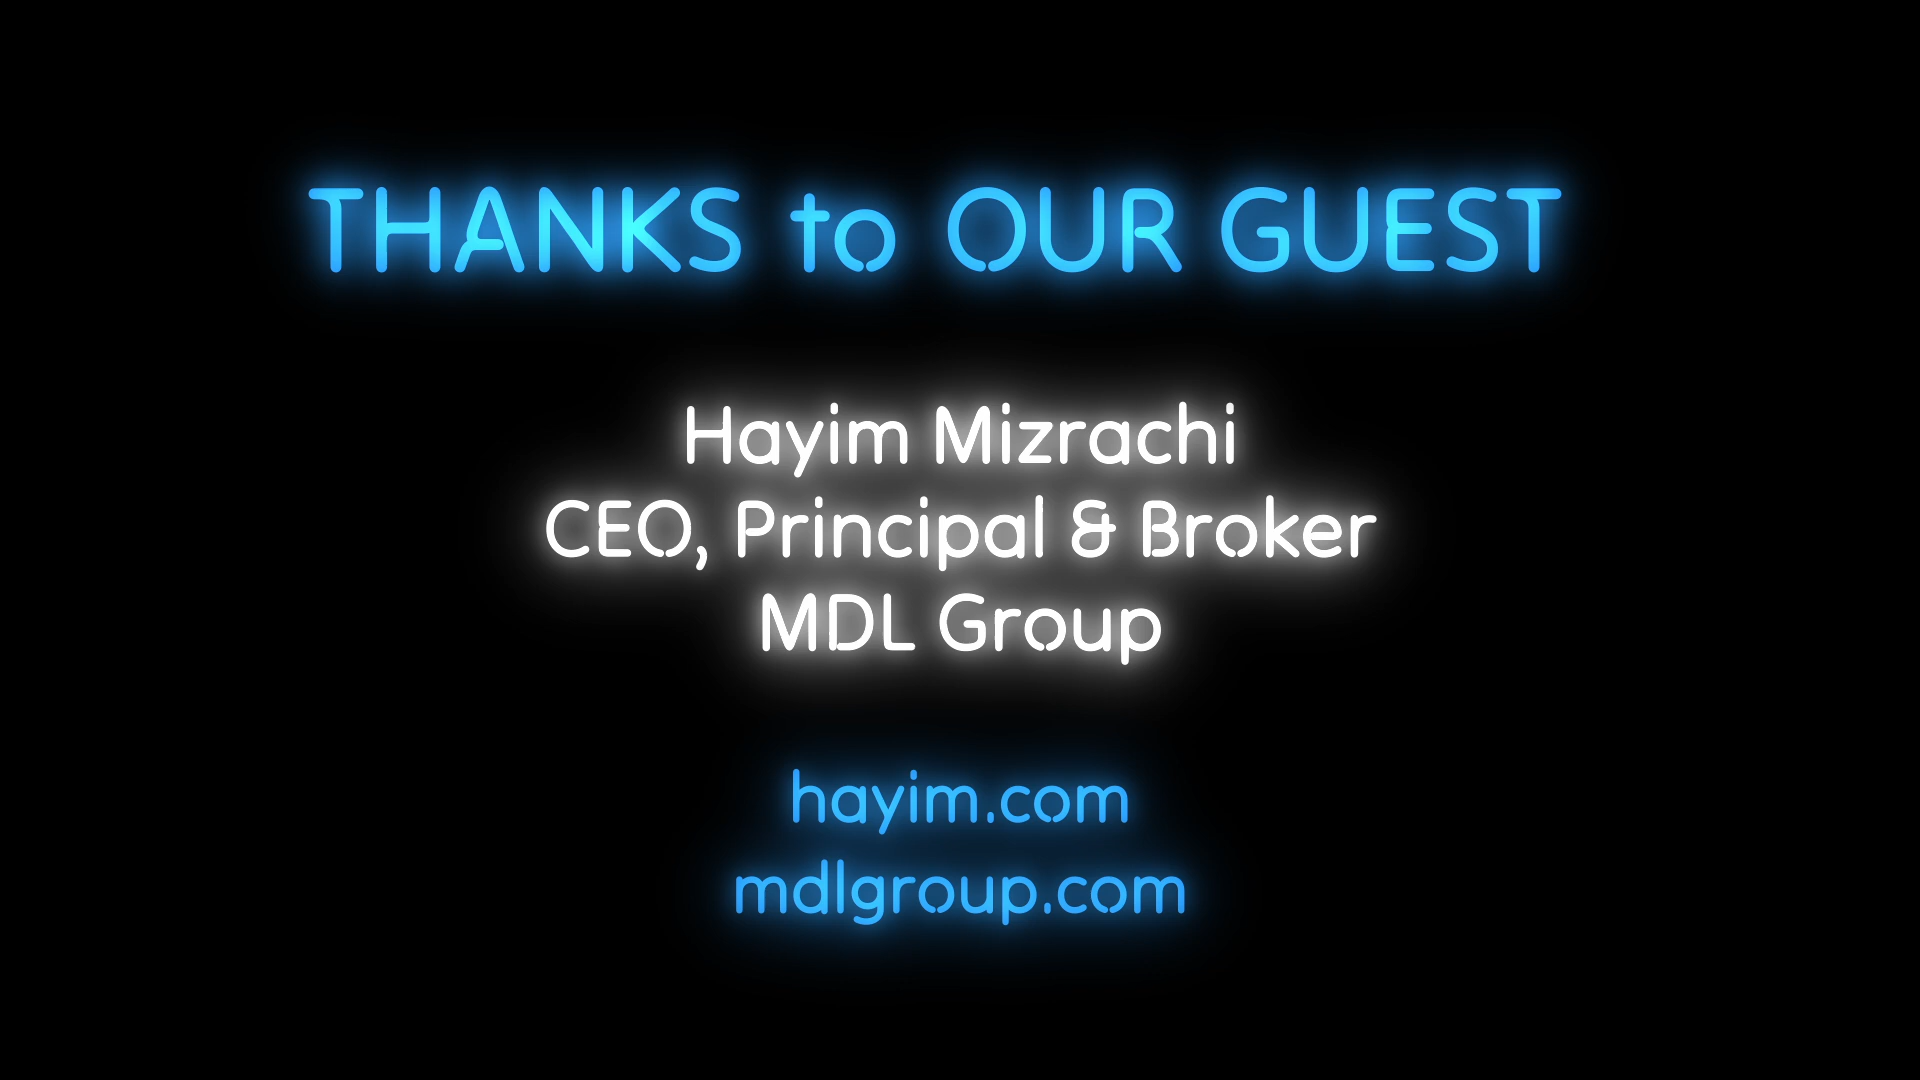 THANKS to OUR GUEST
Hayim Mizrachi
CEO, Principal & Broker
MDL Group
hayim.com
mdlgroup.com